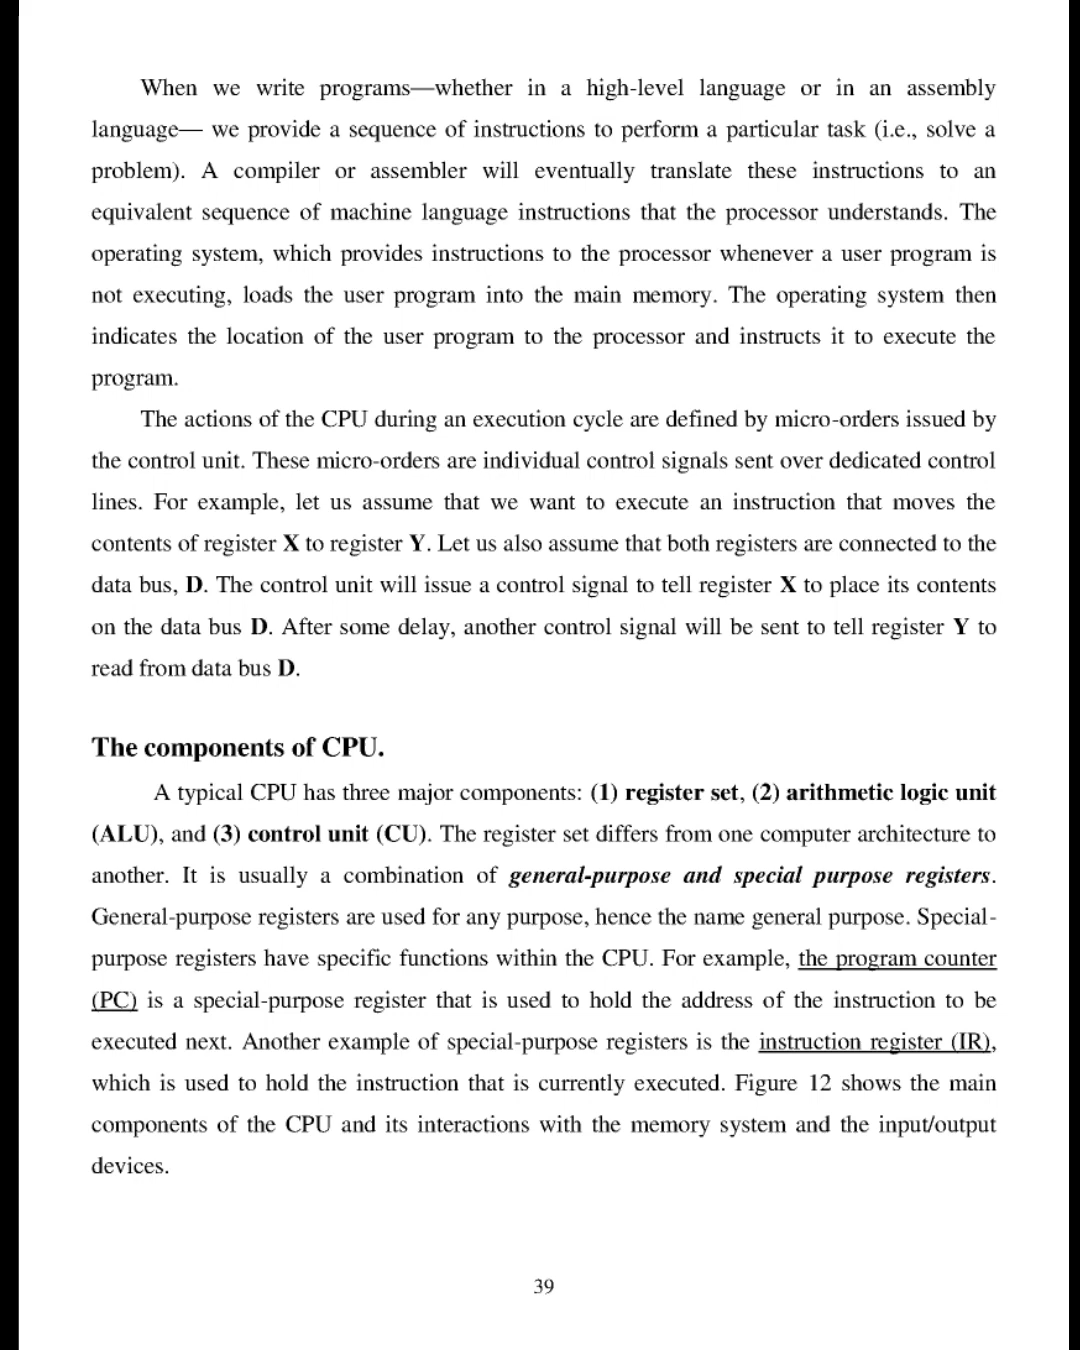 When we write programs—whether in a high-level language or in an assembly
language— we provide a sequence of instructions to perform a particular task (i.e., solve a
problem). A compiler or assembler will eventually translate these instructions to an
equivalent sequence of machine language instructions that the processor understands. The
operating system, which provides instructions to the processor whenever a user program is
not executing, loads the user program into the main memory. The operating system then
indicates the location of the user program to the processor and instructs it to execute the
program.
The actions of the CPU during an execution cycle are defined by micro-orders issued by
the control unit. These micro-orders are individual control signals sent over dedicated control
lines. For example, let us assume that we want to execute an instruction that moves the
contents of register X to register Y. Let us also assume that both registers are connected to the
data bus, D. The control unit will issue a control signal to tell register X to place its contents
on the data bus D. After some delay, another control signal will be sent to tell register Y to
read from data bus D.
The components of CPU.
A typical CPU has three major components: (1) register set, (2) arithmetic logic unit
(ALU), and (3) control unit (CU). The register set differs from one computer architecture to
another. It is usually a combination of general-purpose and special purpose registers.
General-purpose registers are used for any purpose, hence the name general purpose. Special-
purpose registers have specific functions within the CPU. For example, the program counter
(PC) is a special-purpose register that is used to hold the address of the instruction to be
executed next. Another example of special-purpose registers is the instruction register (IR),
which is used to hold the instruction that is currently executed. Figure 12 shows the main
components of the CPU and its interactions with the memory system and the input/output
devices.
39